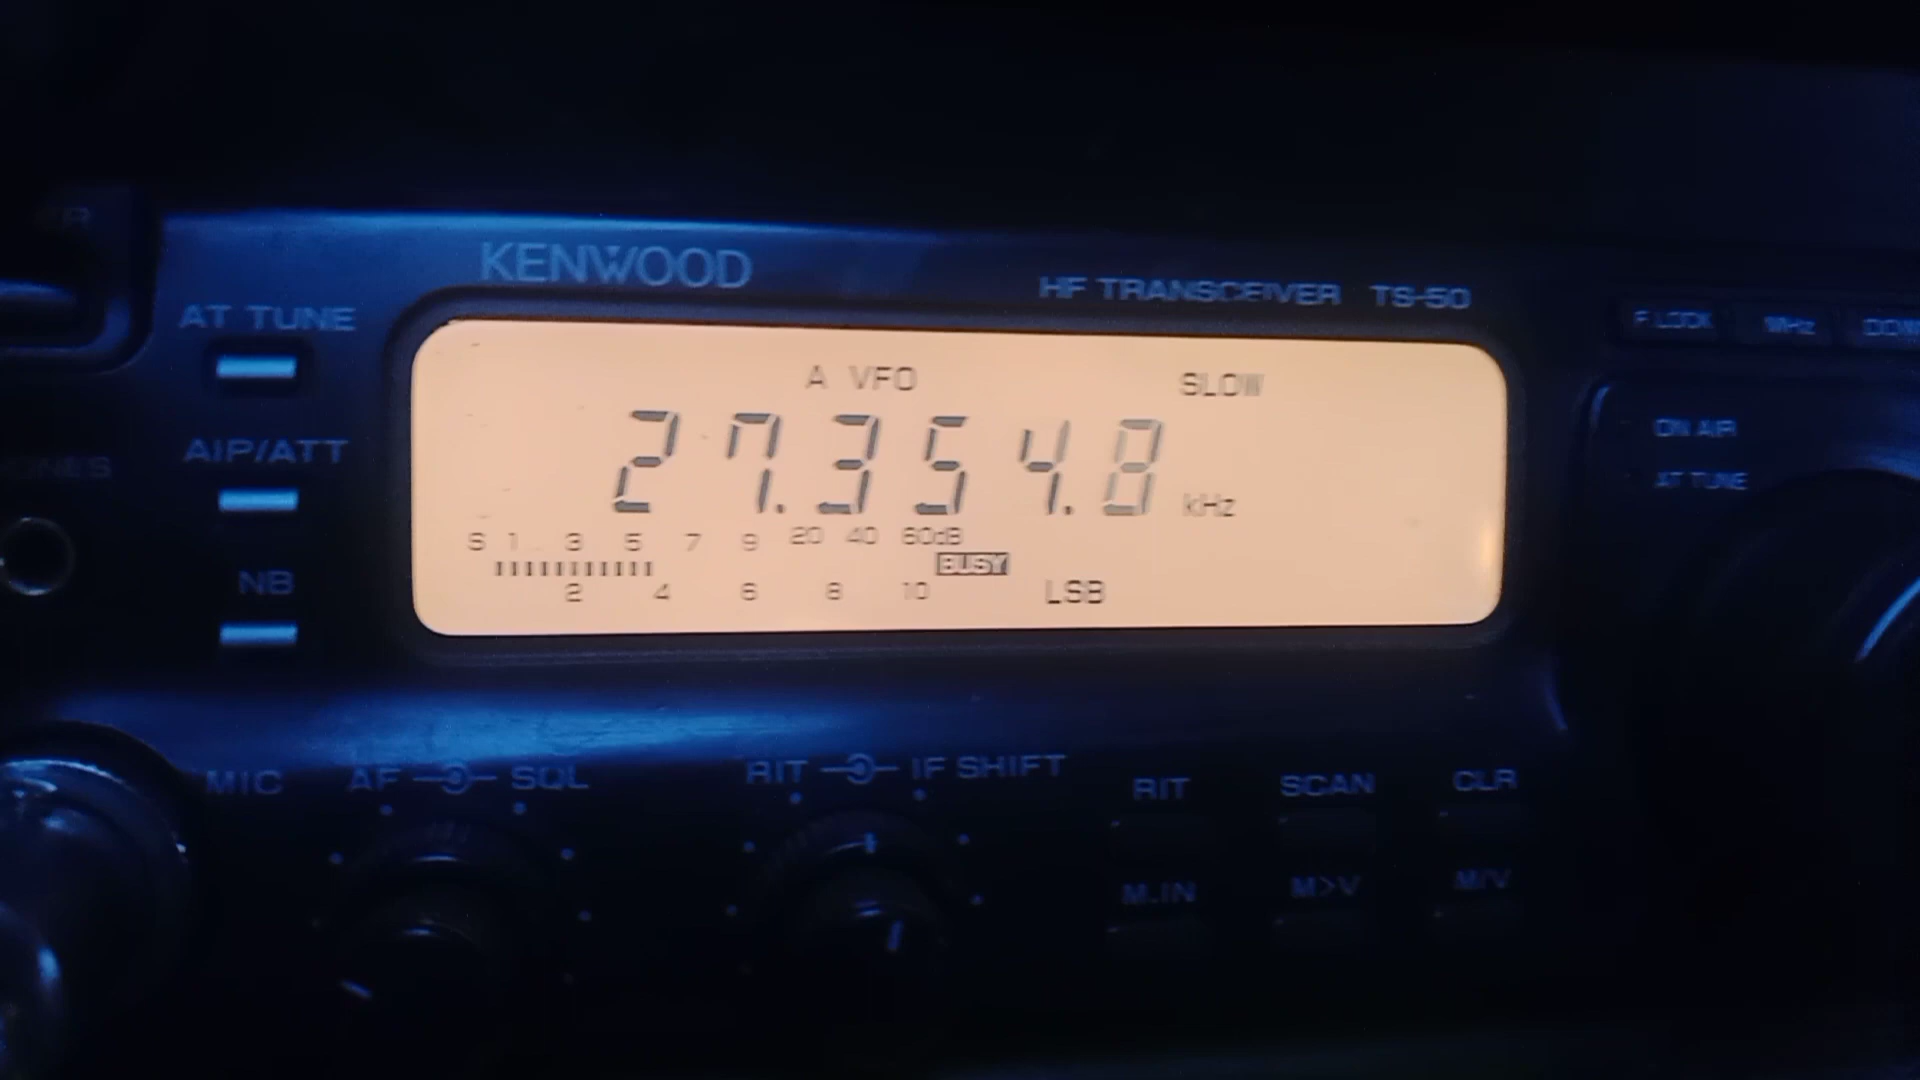 KENWOOD
HF TRANSCEIVER TS-50
AT TUNE
F.LOCK MHz
A VFO SLOW
27.354.8 kHz
ON AIR
AT TUNE
AIP/ATT
S 1 3 5 7 9 20 40 60dB
BUSY
2 4 6 8 10 LSB
NB
MIC AF SQL RIT IF SHIFT RIT SCAN CLR
M.IN M>V M/V